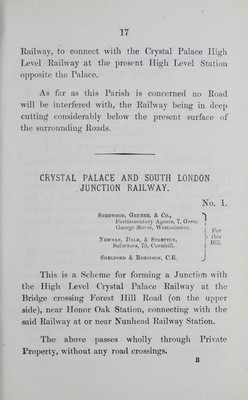 17
Railway, to connect with the Crystal Palace High
Level Railway at the present High Level Station
opposite the Palace.
As far as this Parish is concerned no Road
will be interfered with, the Railway being in deep
cutting considerably below the present surface of
the surrounding Roads.
CRYSTAL PALACE AND SOUTH LONDON
JUNCTION RAILWAY.
No. 1.
Sherwood, Grubbe, & Co.,
Parliamentary Agents, 7, Great
George Street, Westminster.
Newman, Dale, & Stretton,
Solicitors, 75, Cornhill.
Shelford & Robinson, C.E.
For
this
Bill.
This is a Scheme for forming a Junction with
the High Level Crystal Palace Railway at the
Bridge crossing Forest Hill Road (on the upper
side), near Honor Oak Station, connecting with the
said Railway at or near Nunhead Railway Station.
The above passes wholly through Private
Property, without any road crossings.
B